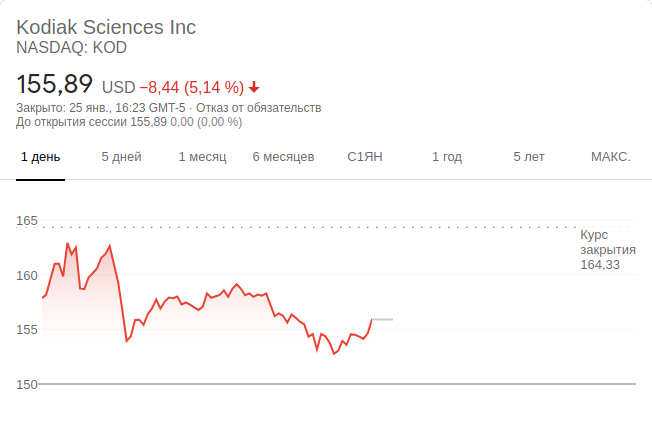 Kodiak Sciences Inc
NASDAQ: KOD
155,89 USD −8,44 (5,14 %)
Закрыто: 25 янв., 16:23 GMT-5 · Отказ от обязательств
До открытия сессии 155,89 0,00 (0,00 %)
1 день 5 дней 1 месяц 6 месяцев С1ЯН 1 год 5 лет МАКС.
165
Курс
закрытия
164,33
160
155
150